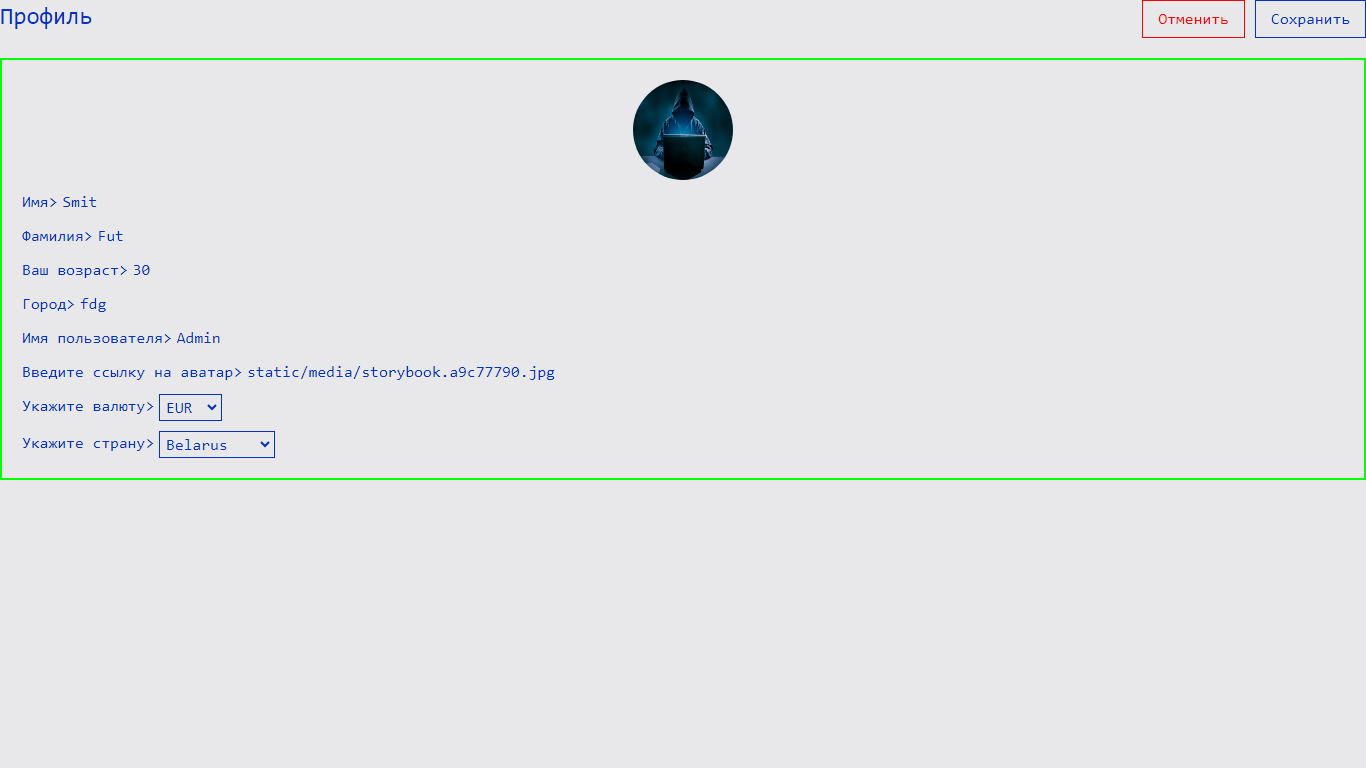 Профиль
Отменить
Сохранить
Имя> Smit
Фамилия> Fut
Ваш возраст> 30
Город> fdg
Имя пользователя> Admin
Введите ссылку на аватар> static/media/storybook.a9c77790.jpg
Укажите валюту> EUR
Укажите страну> Belarus